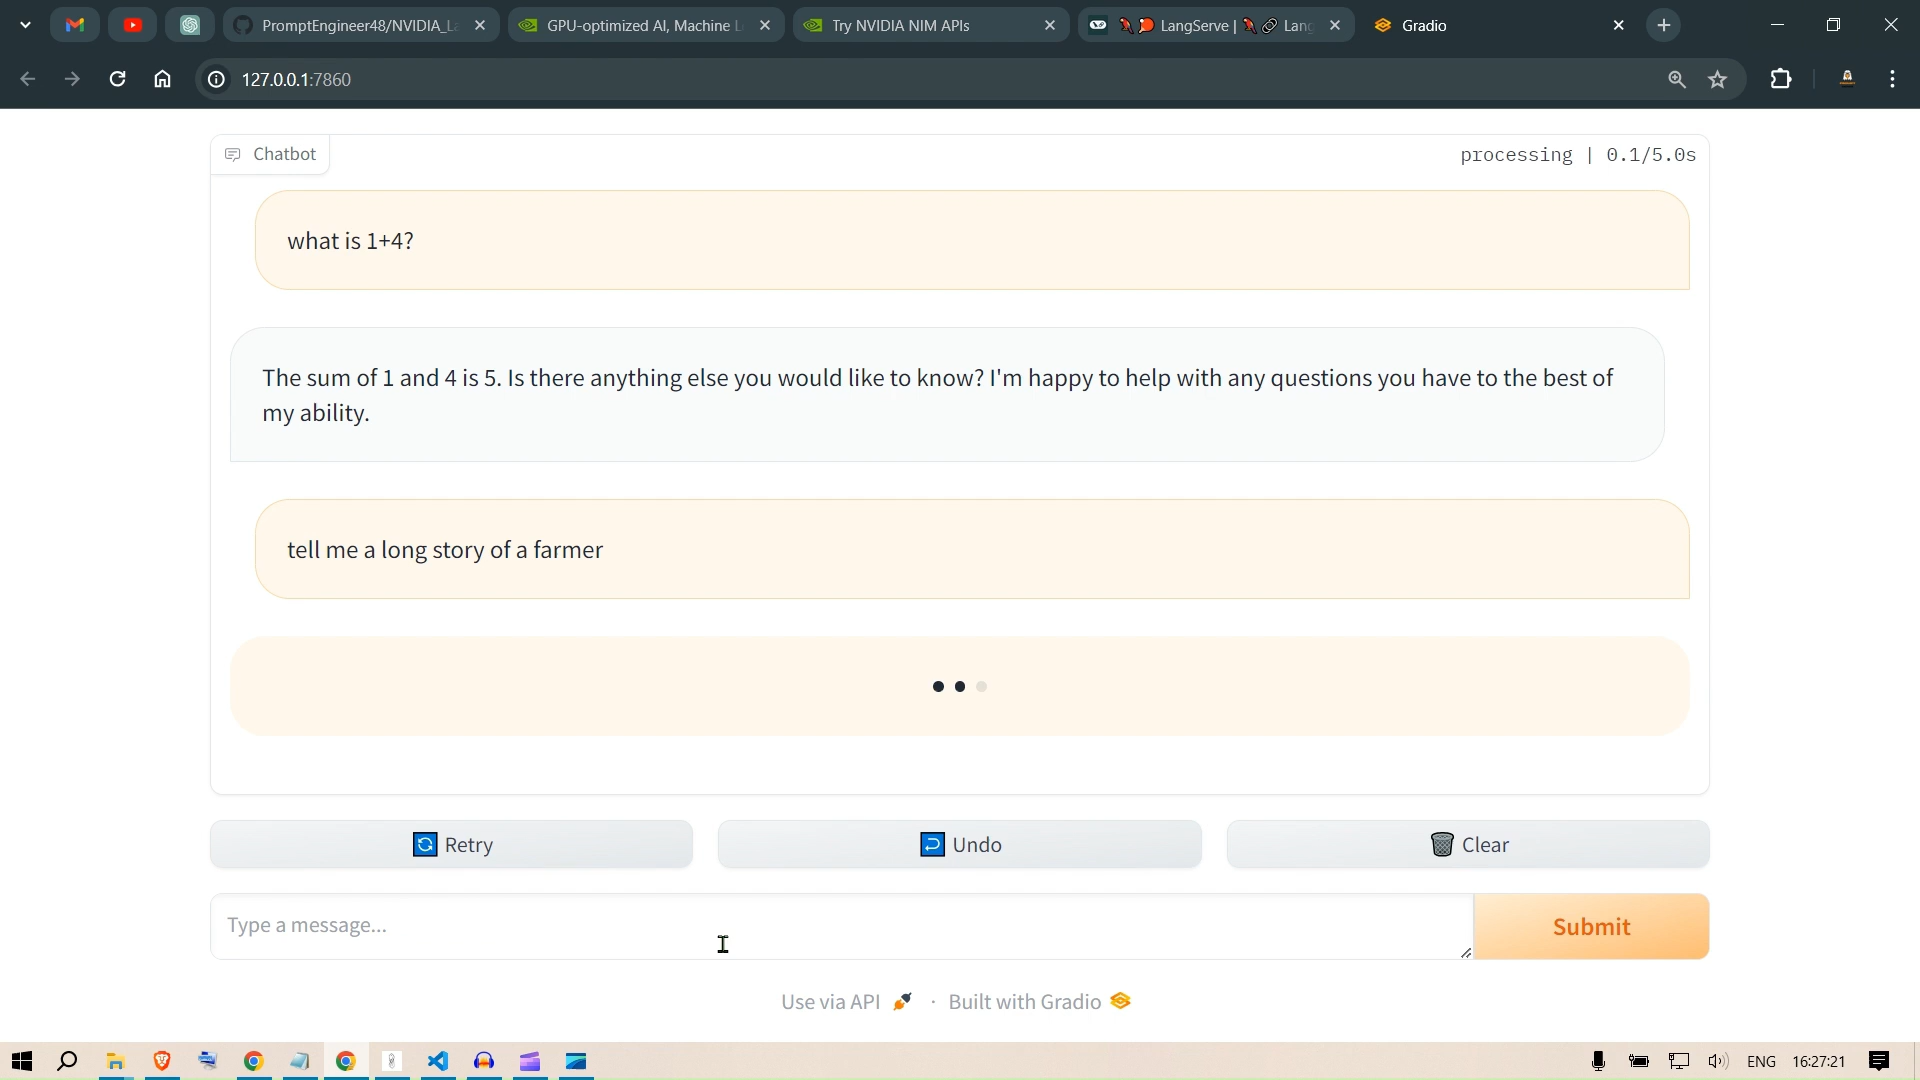 PromptEngineer48/NVIDIA_La
GPU-optimized AI, Machine L
Try NVIDIA NIM APIs
LangServe | Lang
Gradio
127.0.0.1:7860
Chatbot
processing | 0.1/5.0s
what is 1+4?
The sum of 1 and 4 is 5. Is there anything else you would like to know? I'm happy to help with any questions you have to the best of
my ability.
tell me a long story of a farmer
Retry
Undo
Clear
Type a message...
Submit
Use via API · Built with Gradio
ENG
16:27:21